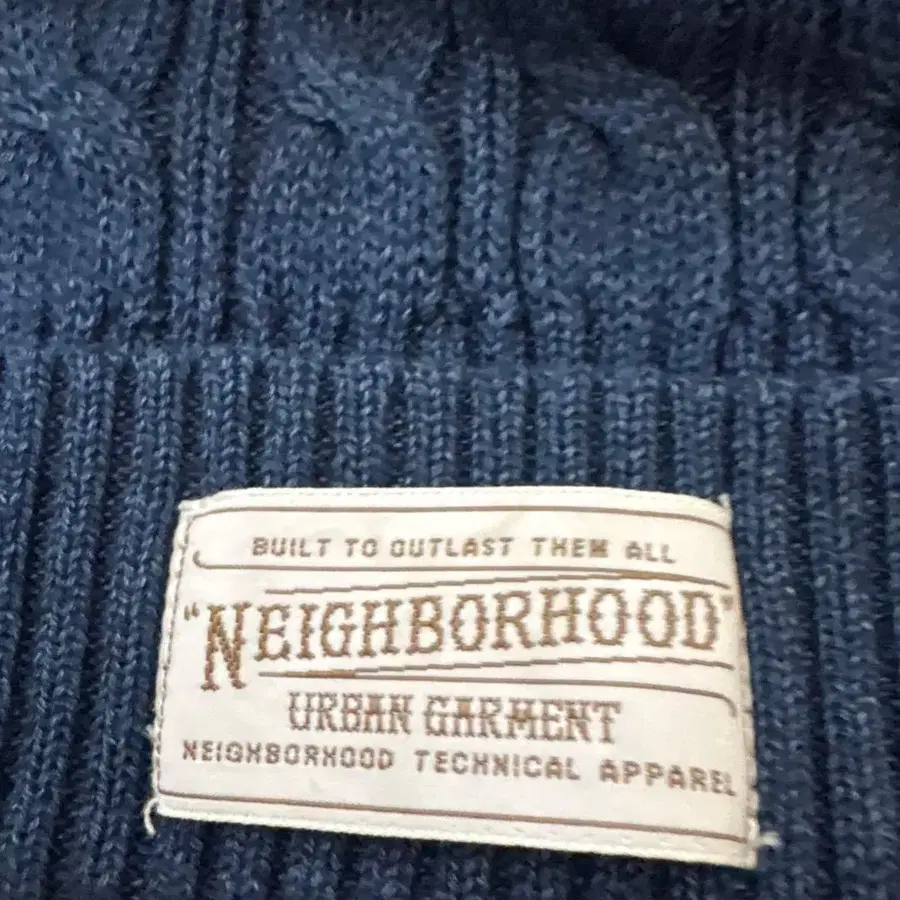 BUILT TO OUTLAST THEM ALL
"NEIGHBORHOOD"
URBAN GARMENT
NEIGHBORHOOD TECHNICAL APPAREL